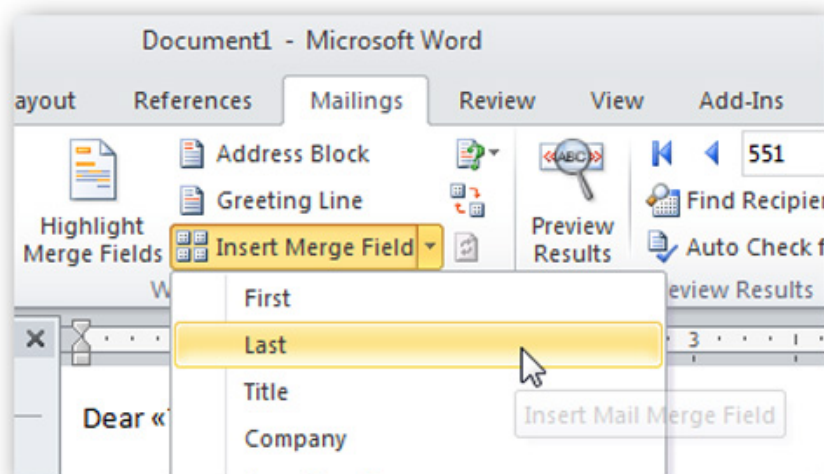 Document1 - Microsoft Word
ayout References Mailings Review View Add-Ins
Address Block ABC 551
Greeting Line Find Recipien
Highlight Merge Fields Insert Merge Field Preview Results Auto Check f
W eview Results
First
Last 3
Title
Dear « Insert Mail Merge Field
Company